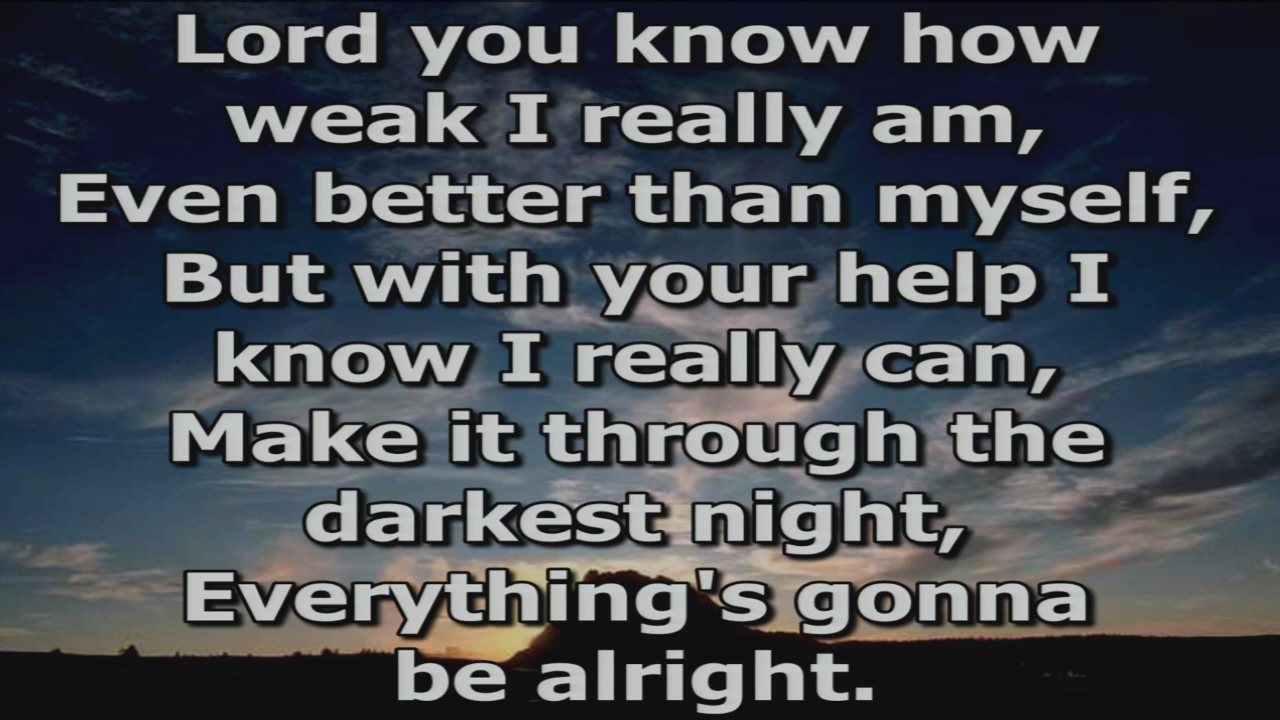 Lord you know how
weak I really am,
Even better than myself,
But with your help I
know I really can,
Make it through the
darkest night,
Everything's gonna
be alright.